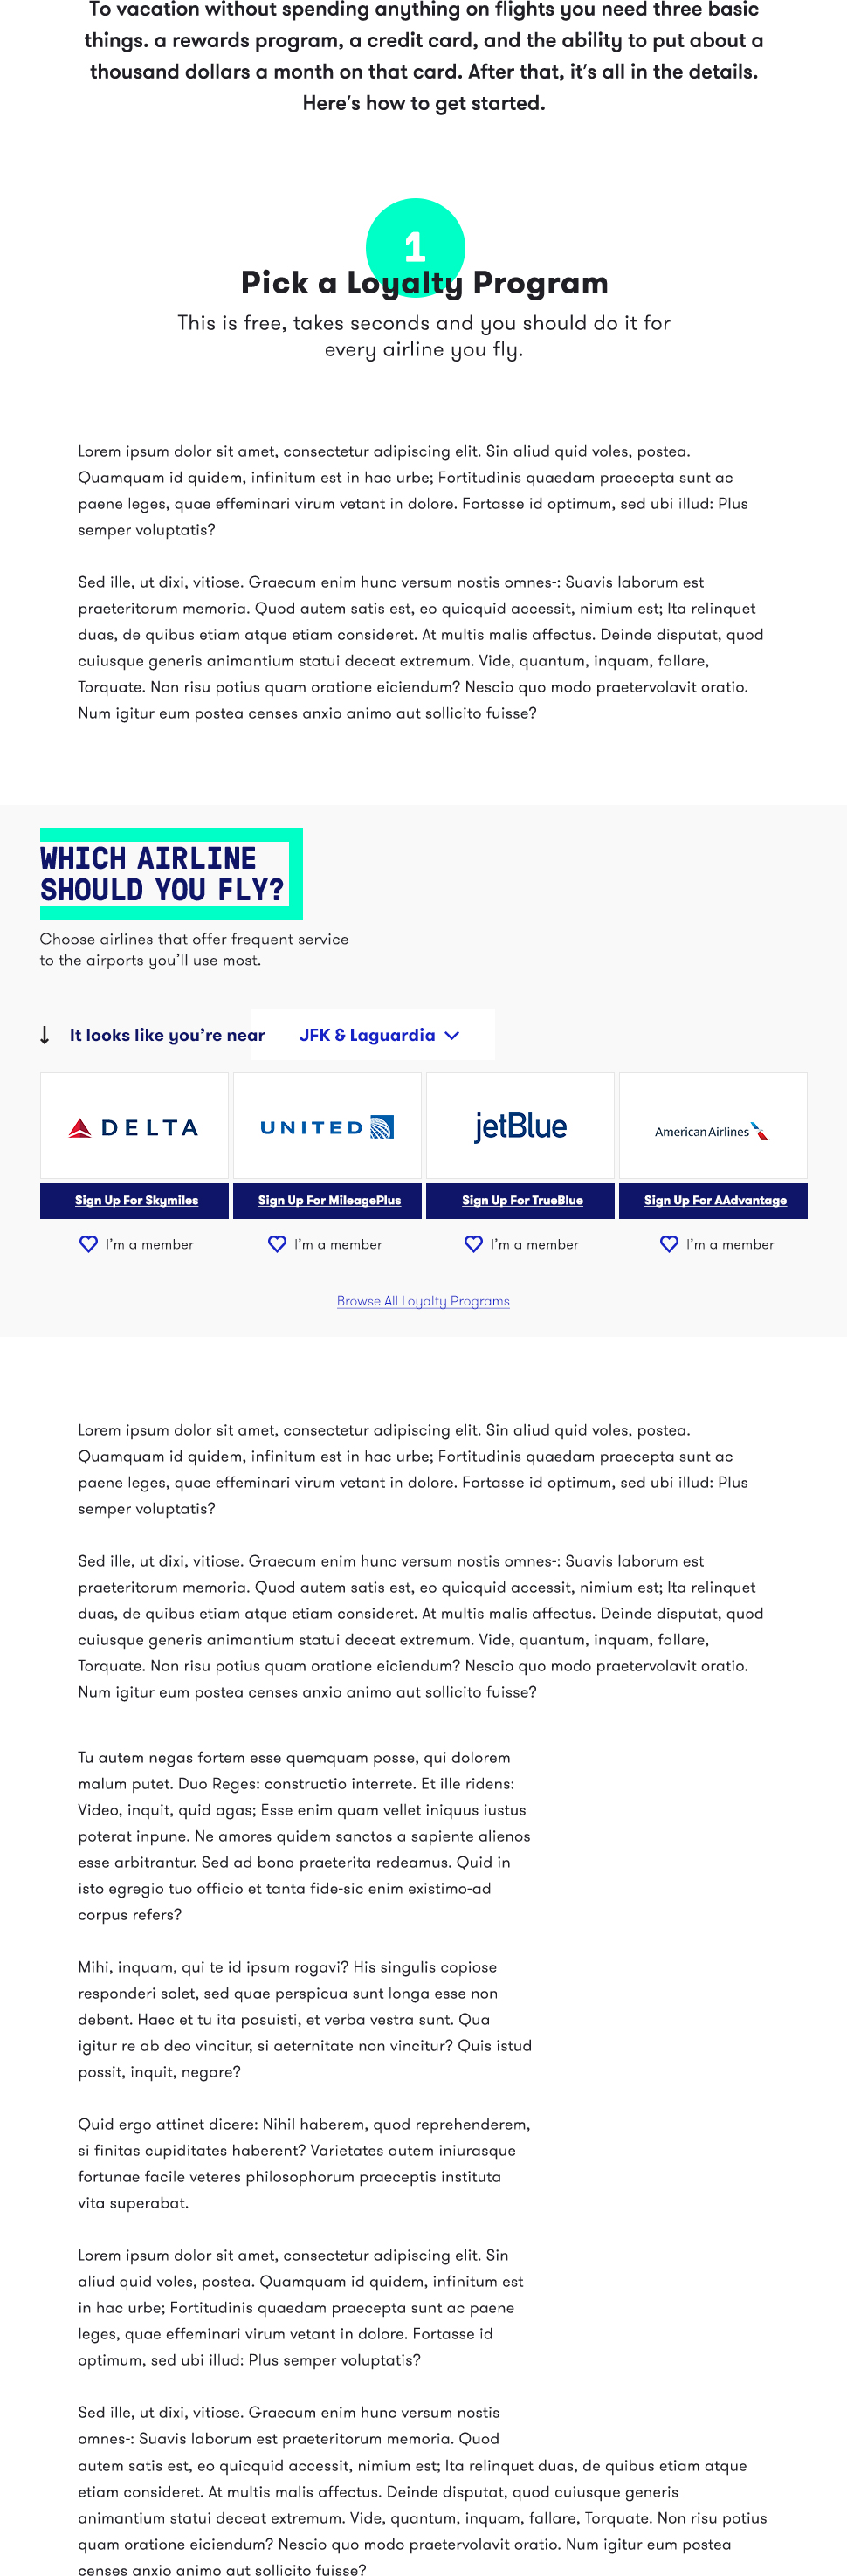 To vacation without spending anything on flights you need three basic
things. a rewards program, a credit card, and the ability to put about a
thousand dollars a month on that card. After that, it's all in the details.
Here's how to get started.
1
Pick a Loyalty Program
This is free, takes seconds and you should do it for
every airline you fly.
Lorem ipsum dolor sit amet, consectetur adipiscing elit. Sin aliud quid voles, postea.
Quamquam id quidem, infinitum est in hac urbe; Fortitudinis quaedam praecepta sunt ac
paene leges, quae effeminari virum vetant in dolore. Fortasse id optimum, sed ubi illud: Plus
semper voluptatis?
Sed ille, ut dixi, vitiose. Graecum enim hunc versum nostis omnes-: Suavis laborum est
praeteritorum memoria. Quod autem satis est, eo quicquid accessit, nimium est; Ita relinquet
duas, de quibus etiam atque etiam consideret. At multis malis affectus. Deinde disputat, quod
cuiusque generis animantium statui deceat extremum. Vide, quantum, inquam, fallare,
Torquate. Non risu potius quam oratione eiciendum? Nescio quo modo praetervolavit oratio.
Num igitur eum postea censes anxio animo aut sollicito fuisse?
WHICH AIRLINE
SHOULD YOU FLY?
Choose airlines that offer frequent service
to the airports you'll use most.
It looks like you're near JFK & Laguardia
DELTA UNITED jetBlue American Airlines
Sign Up For Skymiles Sign Up For MileagePlus Sign Up For TrueBlue Sign Up For AAdvantage
I'm a member I'm a member I'm a member I'm a member
Browse All Loyalty Programs
Lorem ipsum dolor sit amet, consectetur adipiscing elit. Sin aliud quid voles, postea.
Quamquam id quidem, infinitum est in hac urbe; Fortitudinis quaedam praecepta sunt ac
paene leges, quae effeminari virum vetant in dolore. Fortasse id optimum, sed ubi illud: Plus
semper voluptatis?
Sed ille, ut dixi, vitiose. Graecum enim hunc versum nostis omnes-: Suavis laborum est
praeteritorum memoria. Quod autem satis est, eo quicquid accessit, nimium est; Ita relinquet
duas, de quibus etiam atque etiam consideret. At multis malis affectus. Deinde disputat, quod
cuiusque generis animantium statui deceat extremum. Vide, quantum, inquam, fallare,
Torquate. Non risu potius quam oratione eiciendum? Nescio quo modo praetervolavit oratio.
Num igitur eum postea censes anxio animo aut sollicito fuisse?
Tu autem negas fortem esse quemquam posse, qui dolorem
malum putet. Duo Reges: constructio interrete. Et ille ridens:
Video, inquit, quid agas; Esse enim quam vellet iniquus iustus
poterat inpune. Ne amores quidem sanctos a sapiente alienos
esse arbitrantur. Sed ad bona praeterita redeamus. Quid in
isto egregio tuo officio et tanta fide-sic enim existimo-ad
corpus refers?
Mihi, inquam, qui te id ipsum rogavi? His singulis copiose
responderi solet, sed quae perspicua sunt longa esse non
debent. Haec et tu ita posuisti, et verba vestra sunt. Qua
igitur re ab deo vincitur, si aeternitate non vincitur? Quis istud
possit, inquit, negare?
Quid ergo attinet dicere: Nihil haberem, quod reprehenderem,
si finitas cupiditates haberent? Varietates autem iniurasque
fortunae facile veteres philosophorum praeceptis instituta
vita superabat.
Lorem ipsum dolor sit amet, consectetur adipiscing elit. Sin
aliud quid voles, postea. Quamquam id quidem, infinitum est
in hac urbe; Fortitudinis quaedam praecepta sunt ac paene
leges, quae effeminari virum vetant in dolore. Fortasse id
optimum, sed ubi illud: Plus semper voluptatis?
Sed ille, ut dixi, vitiose. Graecum enim hunc versum nostis
omnes-: Suavis laborum est praeteritorum memoria. Quod
autem satis est, eo quicquid accessit, nimium est; Ita relinquet duas, de quibus etiam atque
etiam consideret. At multis malis affectus. Deinde disputat, quod cuiusque generis
animantium statui deceat extremum. Vide, quantum, inquam, fallare, Torquate. Non risu potius
quam oratione eiciendum? Nescio quo modo praetervolavit oratio. Num igitur eum postea
censes anxio animo aut sollicito fuisse?